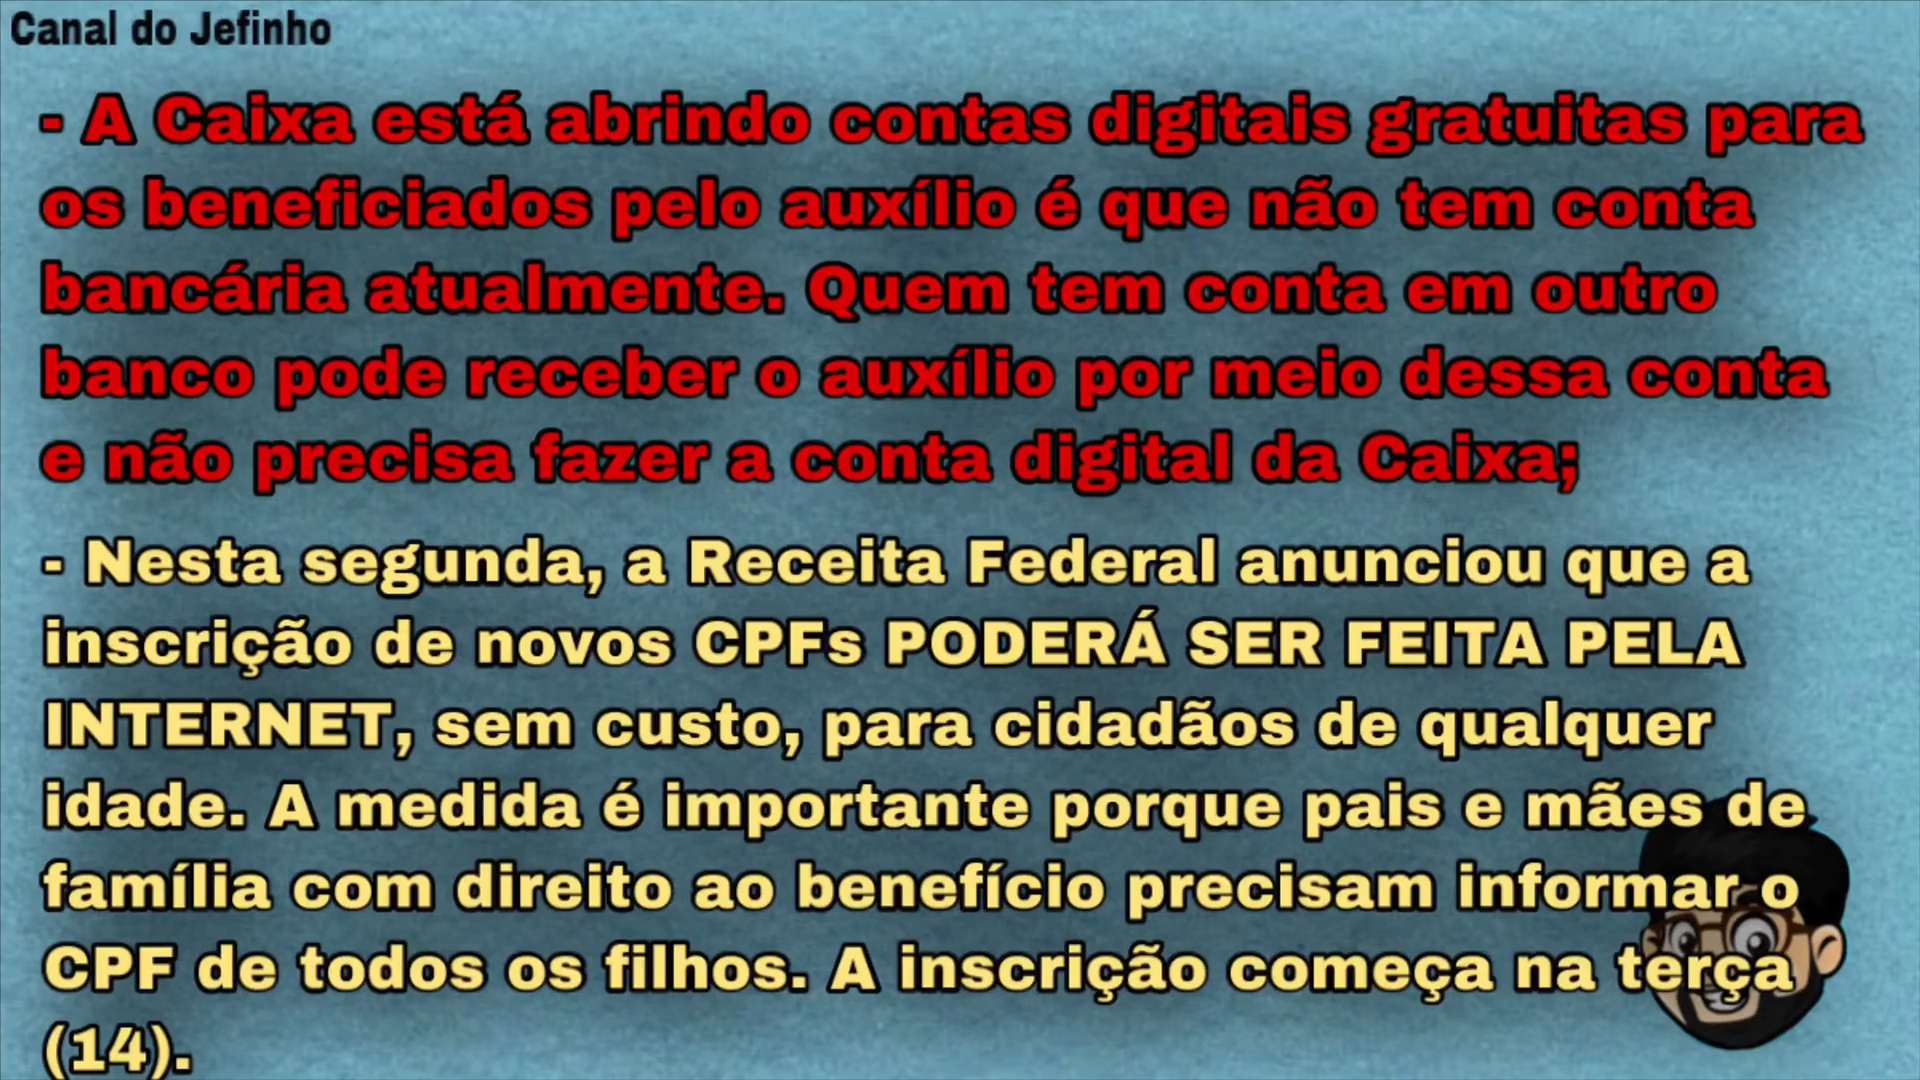 Canal do Jefinho
- A Caixa está abrindo contas digitais gratuitas para
os beneficiados pelo auxílio é que não tem conta
bancária atualmente. Quem tem conta em outro
banco pode receber o auxílio por meio dessa conta
e não precisa fazer a conta digital da Caixa;
- Nesta segunda, a Receita Federal anunciou que a
inscrição de novos CPFs PODERÁ SER FEITA PELA
INTERNET, sem custo, para cidadãos de qualquer
idade. A medida é importante porque pais e mães de
família com direito ao benefício precisam informar o
CPF de todos os filhos. A inscrição começa na terça
(14).